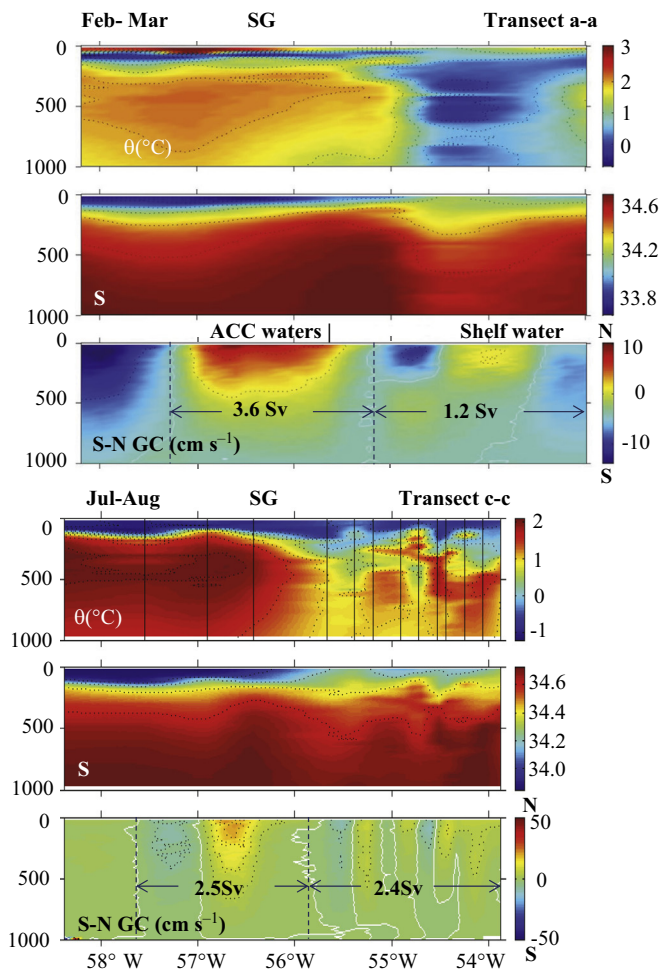 Feb- Mar SG Transect a-a
0 3
500 2
1
1000 θ(°C) 0
0 34.6
500 34.2
1000 S 33.8
ACC waters | Shelf water N
0 10
500 3.6 Sv 1.2 Sv 0
1000 S-N GC (cm s⁻¹) -10
S
Jul-Aug SG Transect c-c
0 2
500 1
0
1000 θ(°C) -1
0 34.6
34.4
500 34.2
1000 S 34.0
N
0 50
500 2.5Sv 2.4Sv 0
1000 S-N GC (cm s⁻¹) -50
S
58° W 57°W 56°W 55°W 54°W